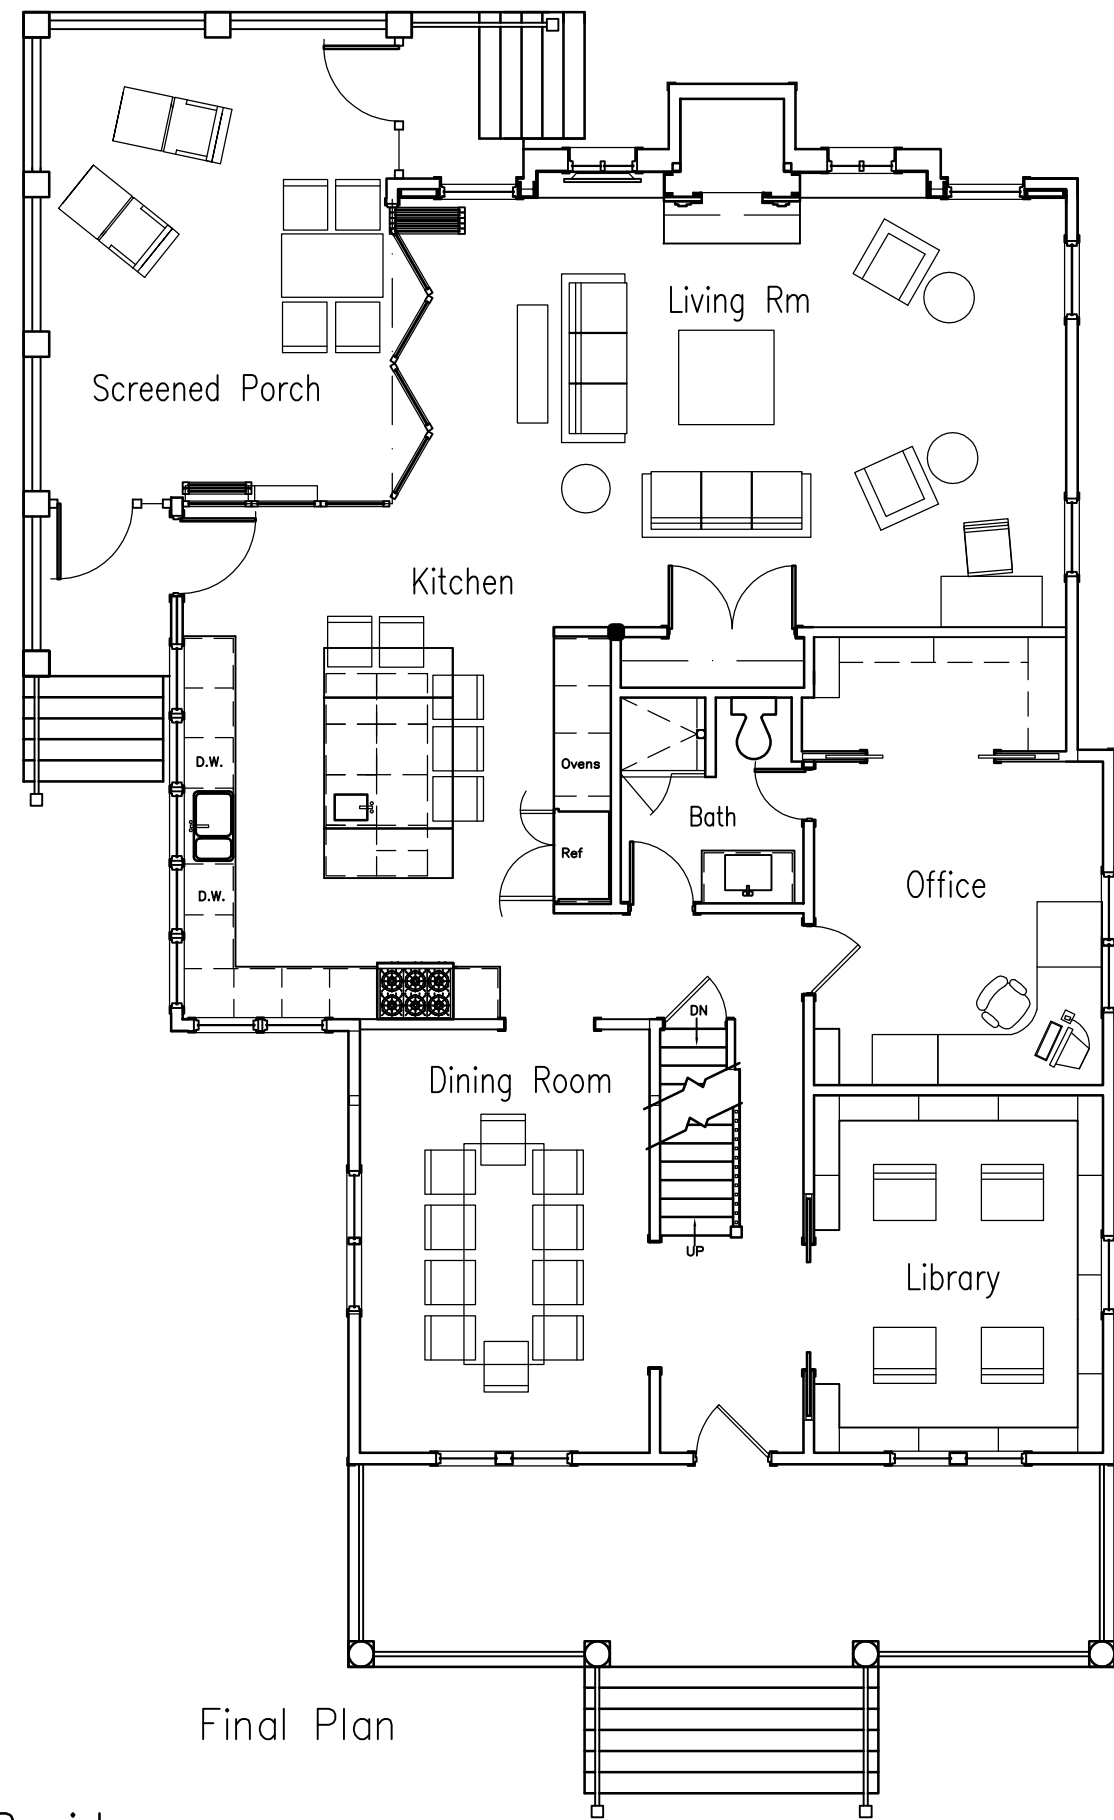 Living Rm
Screened Porch
Kitchen
D.W.
Ovens
Bath
Ref
Office
D.W.
DN
Dining Room
UP
Library
Final Plan